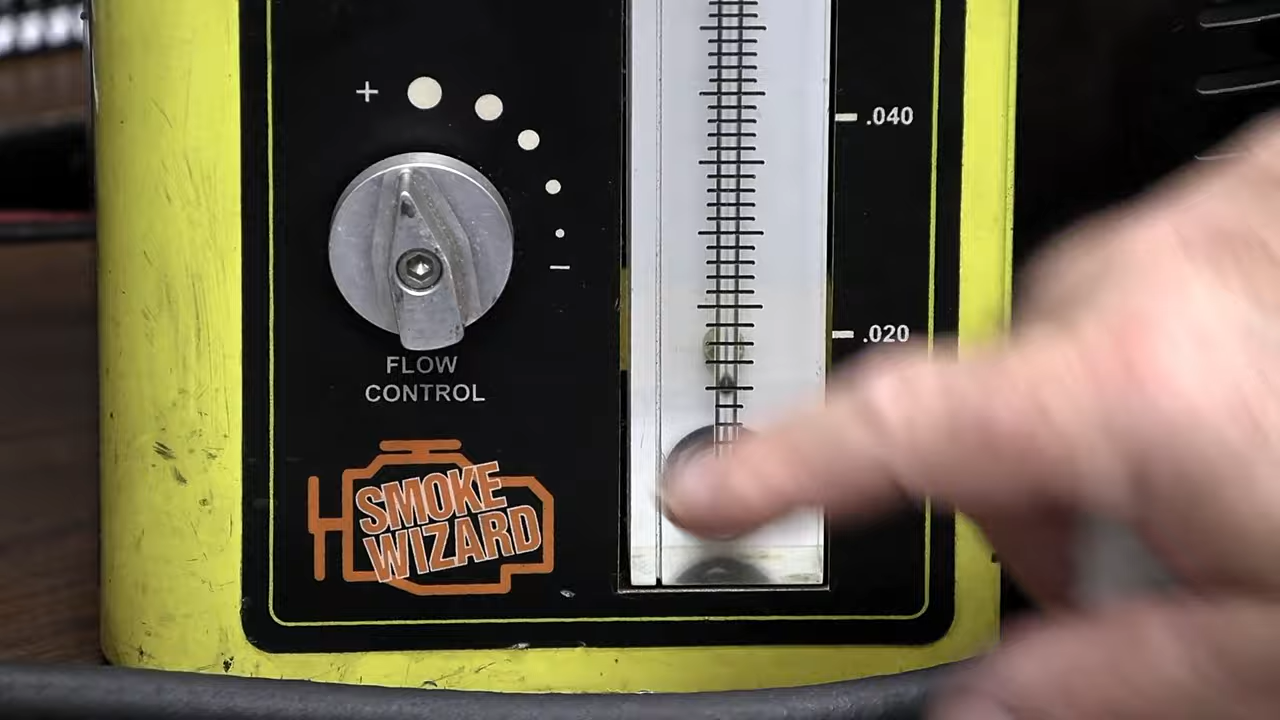 +
.040
–
.020
FLOW
CONTROL
SMOKE
WIZARD